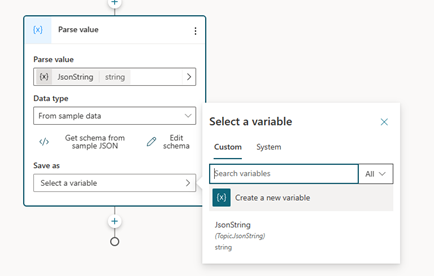 {x} Parse value
Parse value
{x} JsonString string
Data type
From sample data
</> Get schema from sample JSON
Edit schema
Save as
Select a variable
Select a variable
Custom System
Search variables All
{x} Create a new variable
JsonString
(Topic.JsonString)
string